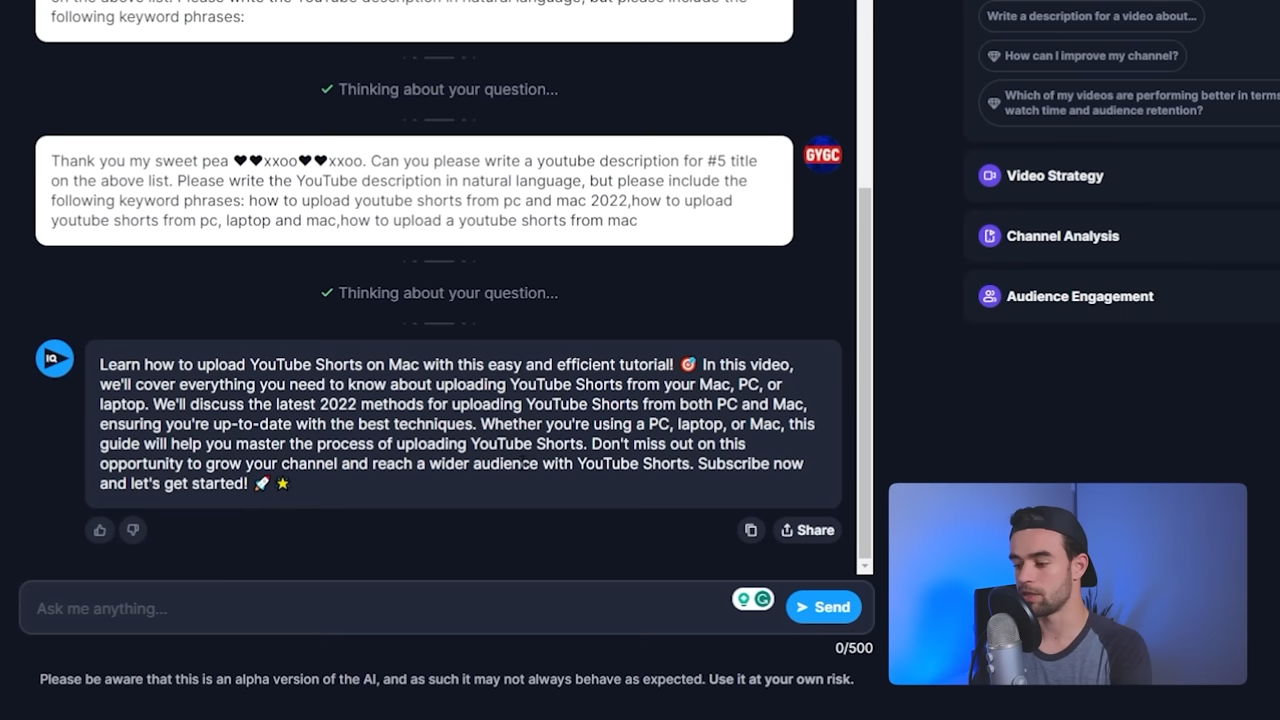 on the above list. Please write the YouTube description in natural language, but please include the
following keyword phrases:
Thinking about your question...
Thank you my sweet pea ♥♥xxoo♥♥xxoo. Can you please write a youtube description for #5 title
on the above list. Please write the YouTube description in natural language, but please include the
following keyword phrases: how to upload youtube shorts from pc and mac 2022,how to upload
youtube shorts from pc, laptop and mac,how to upload a youtube shorts from mac
GYGC
Thinking about your question...
IQ
Learn how to upload YouTube Shorts on Mac with this easy and efficient tutorial! 🎯 In this video,
we'll cover everything you need to know about uploading YouTube Shorts from your Mac, PC, or
laptop. We'll discuss the latest 2022 methods for uploading YouTube Shorts from both PC and Mac,
ensuring you're up-to-date with the best techniques. Whether you're using a PC, laptop, or Mac, this
guide will help you master the process of uploading YouTube Shorts. Don't miss out on this
opportunity to grow your channel and reach a wider audience with YouTube Shorts. Subscribe now
and let's get started! 🚀 🌟
Share
Ask me anything...
Send
0/500
Please be aware that this is an alpha version of the AI, and as such it may not always behave as expected. Use it at your own risk.
Write a description for a video about...
How can I improve my channel?
Which of my videos are performing better in terms
watch time and audience retention?
Video Strategy
Channel Analysis
Audience Engagement